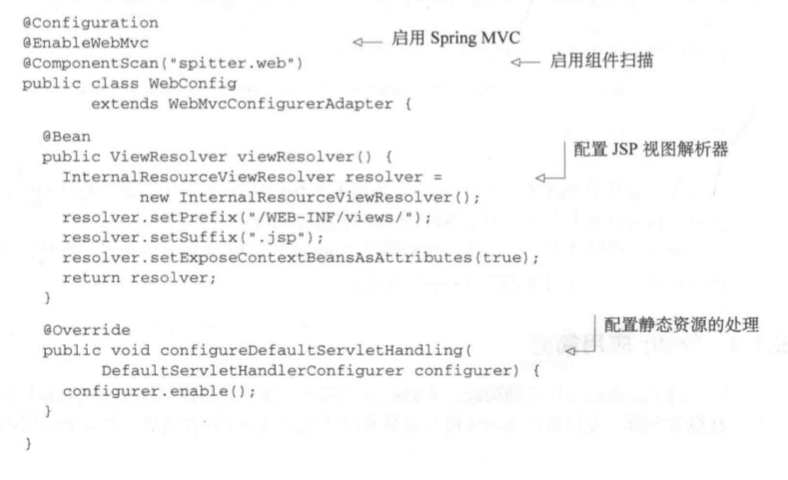 @Configuration
@EnableWebMvc 启用 Spring MVC
@ComponentScan("spitter.web") 启用组件扫描
public class WebConfig
extends WebMvcConfigurerAdapter {
@Bean
public ViewResolver viewResolver() { 配置 JSP 视图解析器
InternalResourceViewResolver resolver =
new InternalResourceViewResolver();
resolver.setPrefix("/WEB-INF/views/");
resolver.setSuffix(".jsp");
resolver.setExposeContextBeansAsAttributes(true);
return resolver;
}
@Override 配置静态资源的处理
public void configureDefaultServletHandling(
DefaultServletHandlerConfigurer configurer) {
configurer.enable();
}
}